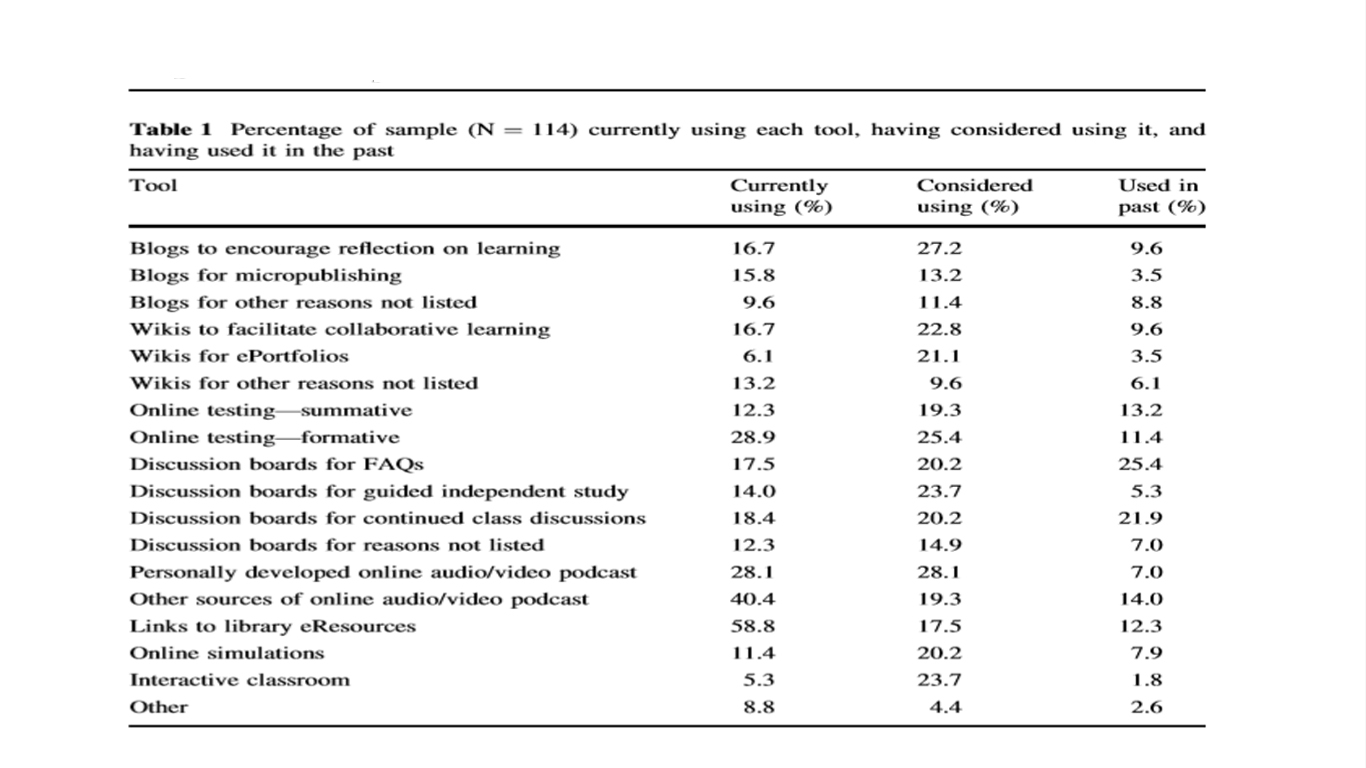 Table 1 Percentage of sample (N = 114) currently using each tool, having considered using it, and
having used it in the past
Tool Currently using (%) Considered using (%) Used in past (%)
Blogs to encourage reflection on learning 16.7 27.2 9.6
Blogs for micropublishing 15.8 13.2 3.5
Blogs for other reasons not listed 9.6 11.4 8.8
Wikis to facilitate collaborative learning 16.7 22.8 9.6
Wikis for ePortfolios 6.1 21.1 3.5
Wikis for other reasons not listed 13.2 9.6 6.1
Online testing—summative 12.3 19.3 13.2
Online testing—formative 28.9 25.4 11.4
Discussion boards for FAQs 17.5 20.2 25.4
Discussion boards for guided independent study 14.0 23.7 5.3
Discussion boards for continued class discussions 18.4 20.2 21.9
Discussion boards for reasons not listed 12.3 14.9 7.0
Personally developed online audio/video podcast 28.1 28.1 7.0
Other sources of online audio/video podcast 40.4 19.3 14.0
Links to library eResources 58.8 17.5 12.3
Online simulations 11.4 20.2 7.9
Interactive classroom 5.3 23.7 1.8
Other 8.8 4.4 2.6